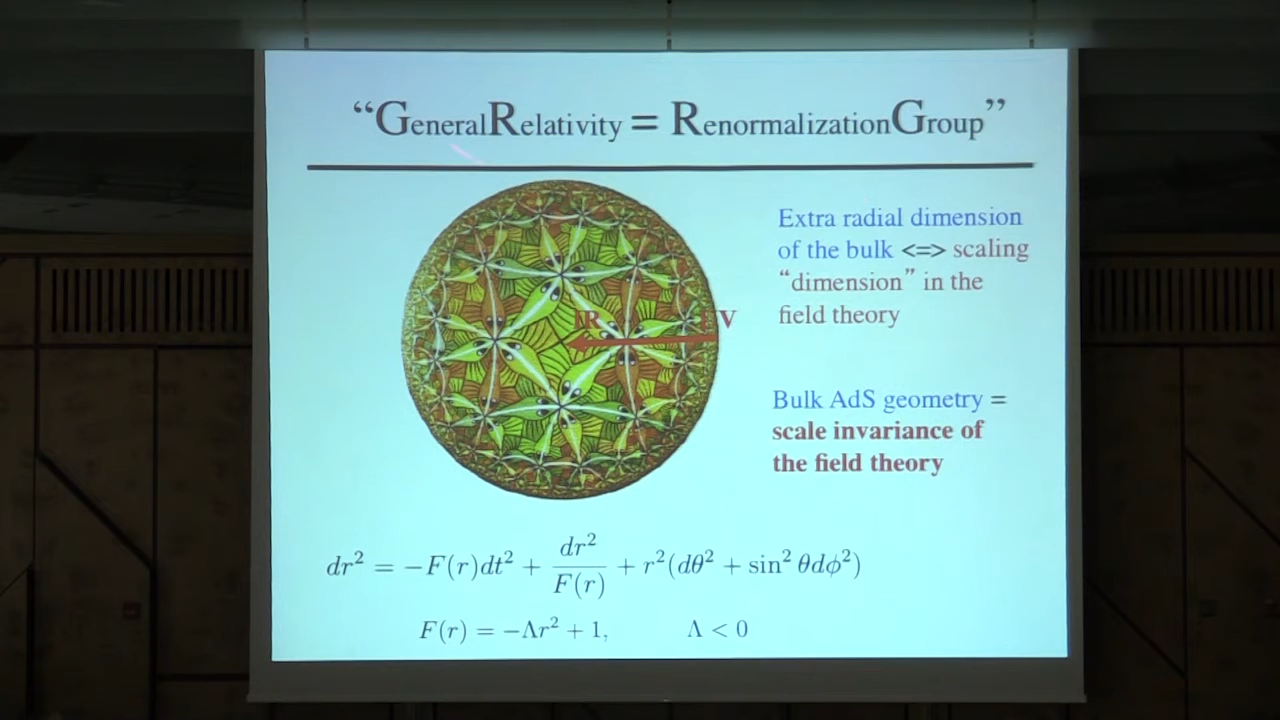 “GeneralRelativity = RenormalizationGroup”
Extra radial dimension
of the bulk <=> scaling
“dimension” in the
field theory
IR UV
Bulk AdS geometry =
scale invariance of
the field theory
dr² = −F(r)dt² + dr²/F(r) + r²(dθ² + sin² θdϕ²)
F(r) = −Λr² + 1, Λ < 0